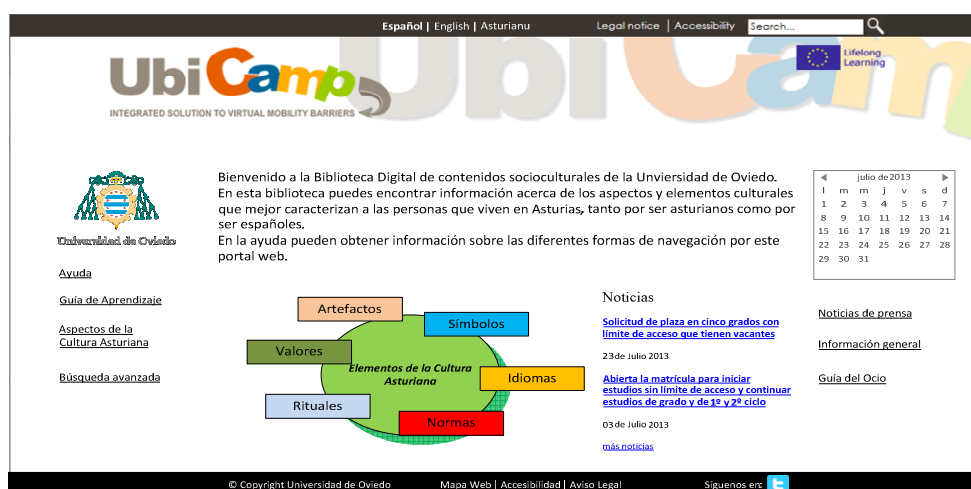 Español | English | Asturianu
Legal notice | Accessibility
Search...
UbiCamp
INTEGRATED SOLUTION TO VIRTUAL MOBILITY BARRIERS
UbiCam
Lifelong
Learning
Universidad de Oviedo
Ayuda
Guía de Aprendizaje
Aspectos de la
Cultura Asturiana
Búsqueda avanzada
Bienvenido a la Biblioteca Digital de contenidos socioculturales de la Unviersidad de Oviedo.
En esta biblioteca puedes encontrar información acerca de los aspectos y elementos culturales
que mejor caracterizan a las personas que viven en Asturias, tanto por ser asturianos como por
ser españoles.
En la ayuda pueden obtener información sobre las diferentes formas de navegación por este
portal web.
Artefactos
Símbolos
Valores
Elementos de la Cultura
Asturiana
Idiomas
Rituales
Normas
Noticias
Solicitud de plaza en cinco grados con
límite de acceso que tienen vacantes
23 de Julio 2013
Abierta la matrícula para iniciar
estudios sin límite de acceso y continuar
estudios de grado y de 1º y 2º ciclo
03 de Julio 2013
más noticias
julio de 2013
l m m j v s d
1 2 3 4 5 6 7
8 9 10 11 12 13 14
15 16 17 18 19 20 21
22 23 24 25 26 27 28
29 30 31
Noticias de prensa
Información general
Guía del Ocio
© Copyright Universidad de Oviedo
Mapa Web | Accesibilidad | Aviso Legal
Síguenos en: